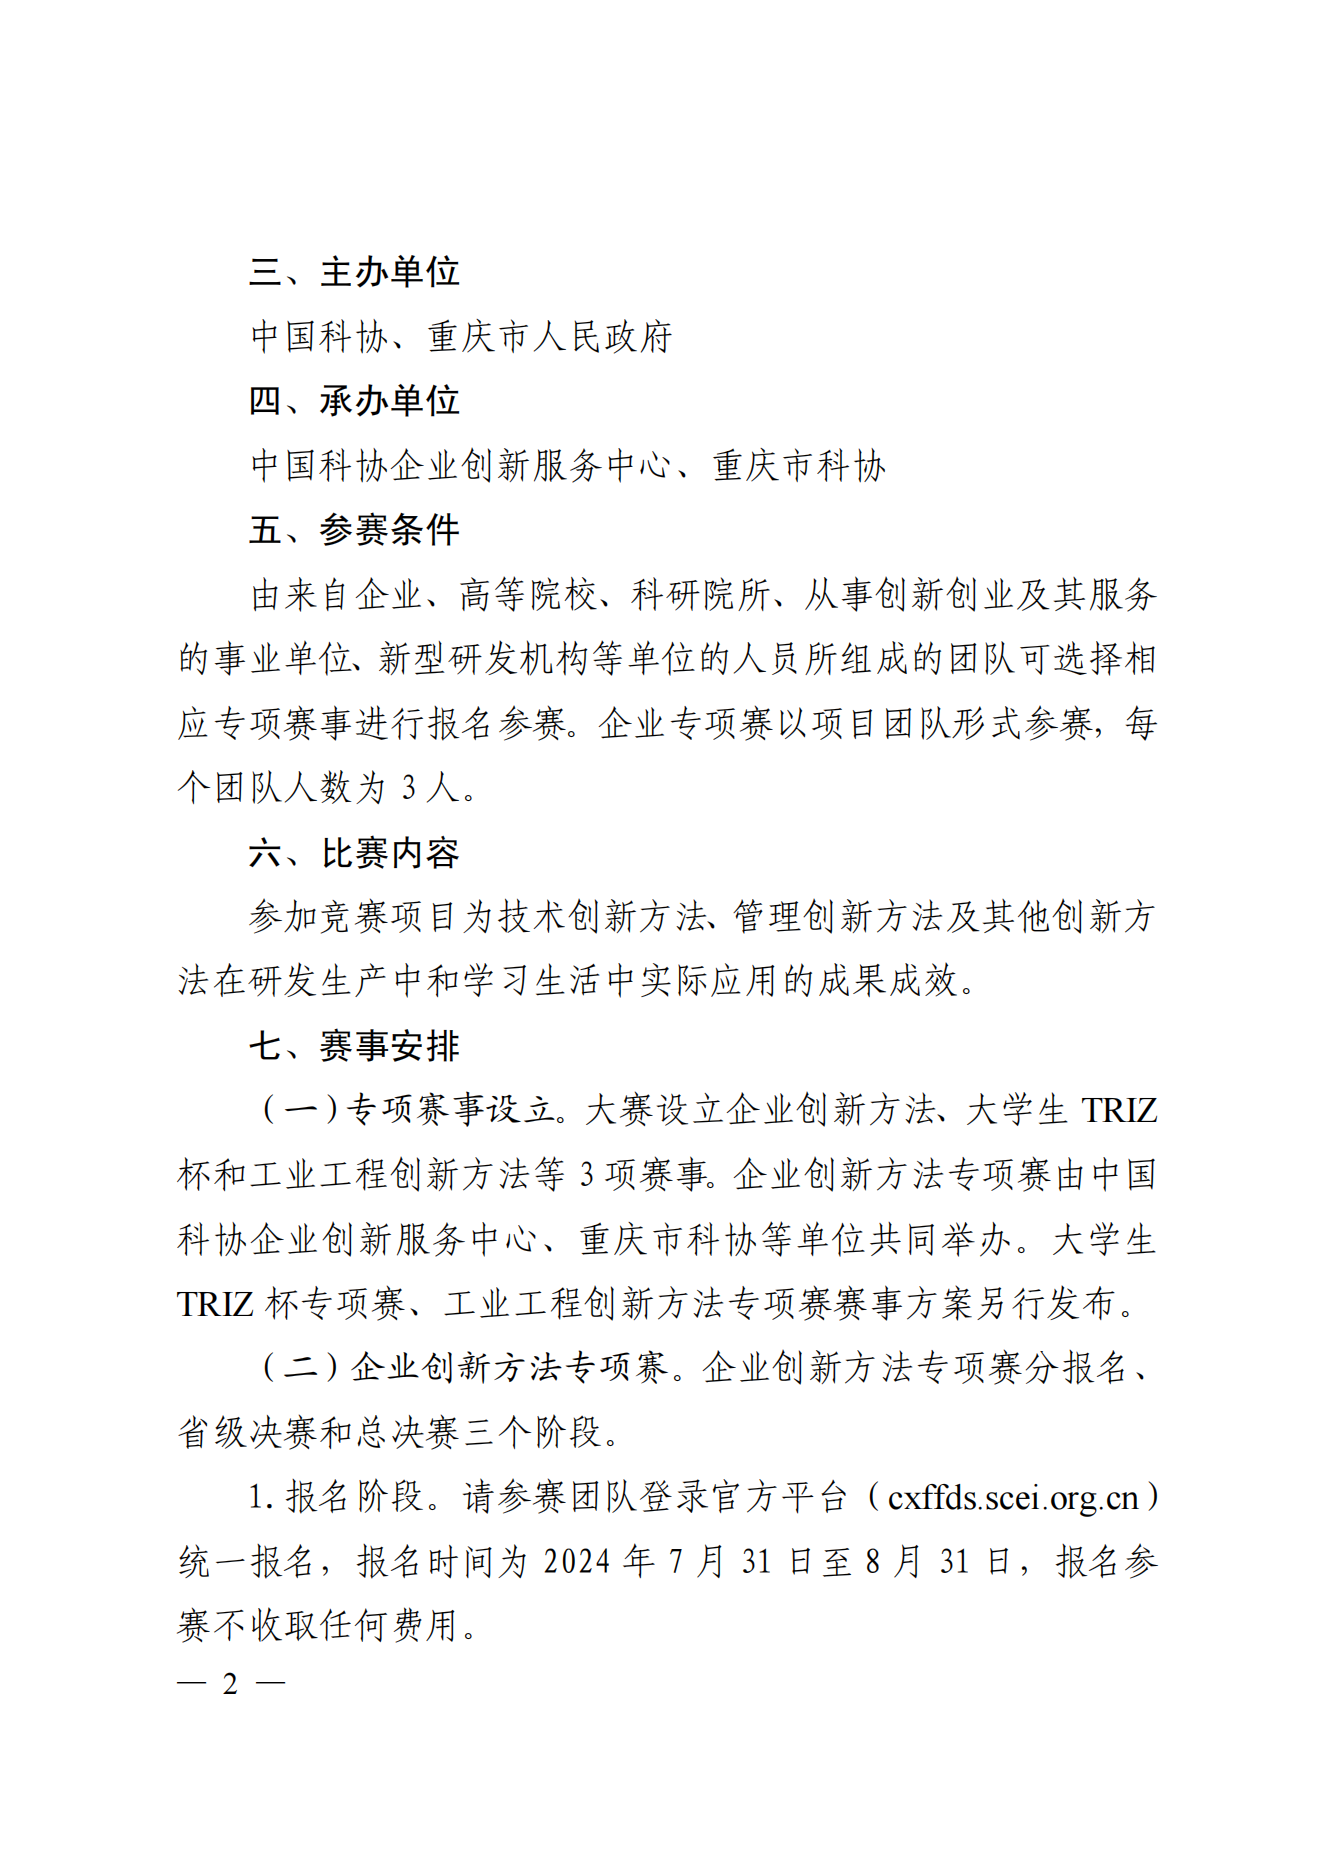 三、主办单位
中国科协、重庆市人民政府
四、承办单位
中国科协企业创新服务中心、重庆市科协
五、参赛条件
由来自企业、高等院校、科研院所、从事创新创业及其服务
的事业单位、新型研发机构等单位的人员所组成的团队可选择相
应专项赛事进行报名参赛。企业专项赛以项目团队形式参赛，每
个团队人数为 3 人。
六、比赛内容
参加竞赛项目为技术创新方法、管理创新方法及其他创新方
法在研发生产中和学习生活中实际应用的成果成效。
七、赛事安排
（一）专项赛事设立。大赛设立企业创新方法、大学生 TRIZ
杯和工业工程创新方法等 3 项赛事。企业创新方法专项赛由中国
科协企业创新服务中心、重庆市科协等单位共同举办。大学生
TRIZ 杯专项赛、工业工程创新方法专项赛赛事方案另行发布。
（二）企业创新方法专项赛。企业创新方法专项赛分报名、
省级决赛和总决赛三个阶段。
1. 报名阶段。请参赛团队登录官方平台（cxffds.scei.org.cn）
统一报名，报名时间为 2024 年 7 月 31 日至 8 月 31 日，报名参
赛不收取任何费用。
— 2 —